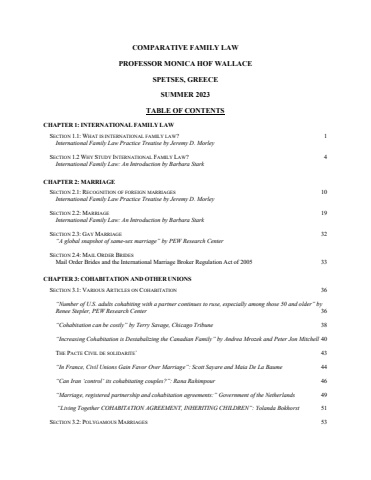 COMPARATIVE FAMILY LAW
PROFESSOR MONICA HOF WALLACE
SPETSES, GREECE
SUMMER 2023
TABLE OF CONTENTS
CHAPTER 1: INTERNATIONAL FAMILY LAW
SECTION 1.1: WHAT IS INTERNATIONAL FAMILY LAW? 1
International Family Law Practice Treatise by Jeremy D. Morley
SECTION 1.2 WHY STUDY INTERNATIONAL FAMILY LAW? 4
International Family Law: An Introduction by Barbara Stark
CHAPTER 2: MARRIAGE
SECTION 2.1: RECOGNITION OF FOREIGN MARRIAGES 10
International Family Law Practice Treatise by Jeremy D. Morley
SECTION 2.2: MARRIAGE 19
International Family Law: An Introduction by Barbara Stark
SECTION 2.3: GAY MARRIAGE 32
"A global snapshot of same-sex marriage" by PEW Research Center
SECTION 2.4: MAIL ORDER BRIDES
Mail Order Brides and the International Marriage Broker Regulation Act of 2005 33
CHAPTER 3: COHABITATION AND OTHER UNIONS
SECTION 3.1: VARIOUS ARTICLES ON COHABITATION 36
"Number of U.S. adults cohabiting with a partner continues to rose, especially among those 50 and older" by
Renee Stepler, PEW Research Center 36
"Cohabitation can be costly" by Terry Savage, Chicago Tribune 38
"Increasing Cohabitation is Destabalizing the Canadian Family" by Andrea Mrozek and Peter Jon Mitchell 40
THE PACTE CIVIL DE SOLIDARITE' 43
"In France, Civil Unions Gain Favor Over Marriage": Scott Sayare and Maia De La Baume 44
"Can Iran 'control' its cohabiting couples?": Rana Rahimpour 46
"Marriage, registered partnership and cohabitation agreements:" Government of the Netherlands 49
"Living Together COHABITATION AGREEMENT, INHERITING CHILDREN": Yolanda Bokhorst 51
SECTION 3.2: POLYGAMOUS MARRIAGES 53